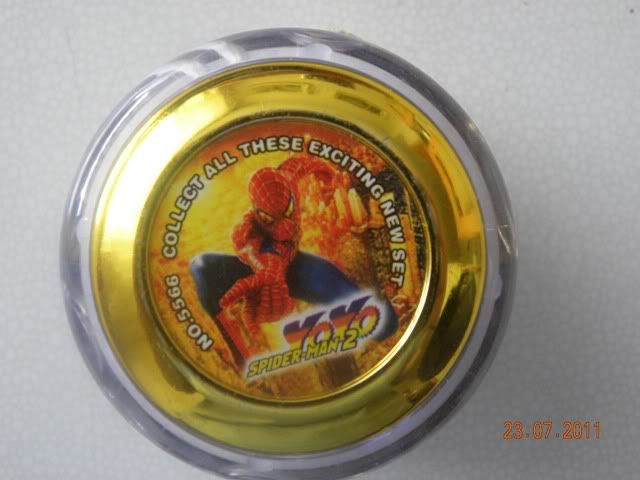 NO.5566 COLLECT ALL THESE EXCITING NEW SET
YOYO
SPIDER-MAN 2
23.07.2011